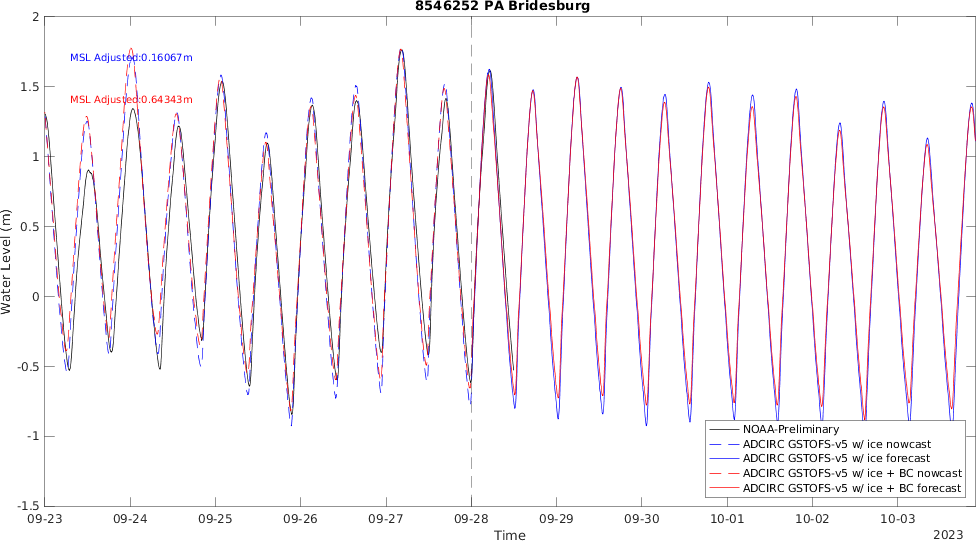 8546252 PA Bridesburg
MSL Adjusted:0.16067m
MSL Adjusted:0.64343m
Water Level (m)
2
1.5
1
0.5
0
-0.5
-1
-1.5
NOAA-Preliminary
ADCIRC GSTOFS-v5 w/ ice nowcast
ADCIRC GSTOFS-v5 w/ ice forecast
ADCIRC GSTOFS-v5 w/ ice + BC nowcast
ADCIRC GSTOFS-v5 w/ ice + BC forecast
09-23 09-24 09-25 09-26 09-27 09-28 09-29 09-30 10-01 10-02 10-03
Time
2023